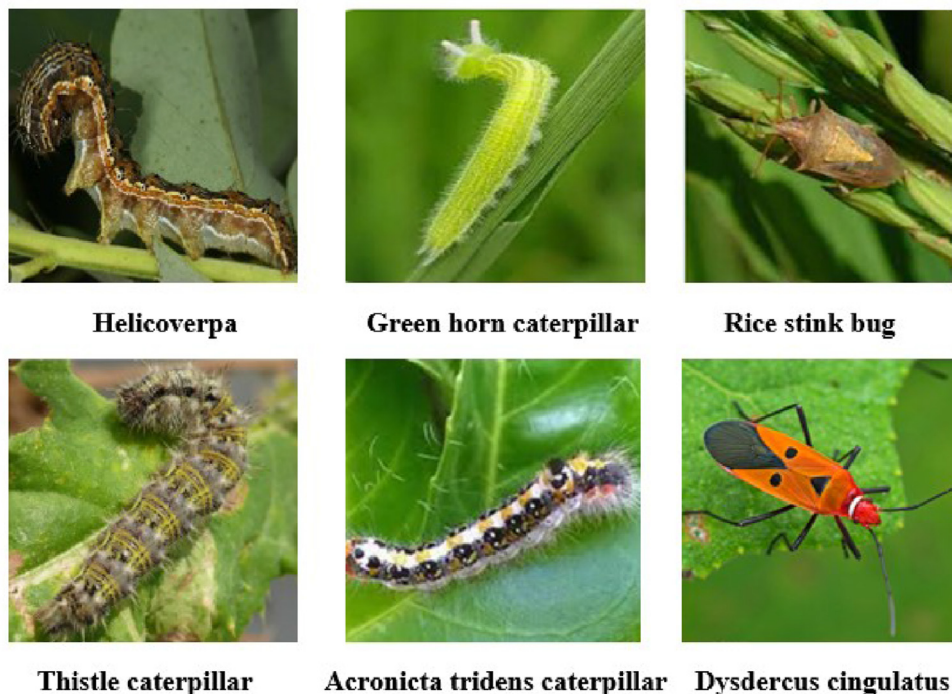 Helicoverpa
Green horn caterpillar
Rice stink bug
Thistle caterpillar
Acronicta tridens caterpillar
Dysdercus cingulatus